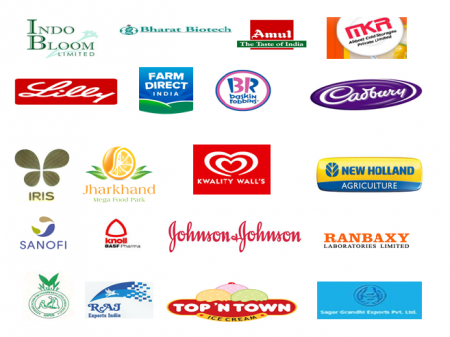 INDO
BLOOM
LIMITED
Bharat Biotech
Amul
The Taste of India
MKR
Private Limited
Lilly
FARM
DIRECT
INDIA
BR
baskin
robbins
Cadbury
IRIS
Jharkhand
Mega Food Park
KWALITY WALL'S
NEW HOLLAND
AGRICULTURE
SANOFI
knoll
BASF Pharma
Johnson & Johnson
RANBAXY
LABORATORIES LIMITED
RAJ
Exports India
TOP 'N TOWN
ICE CREAM
Sagar Grandhi Exports Pvt. Ltd.